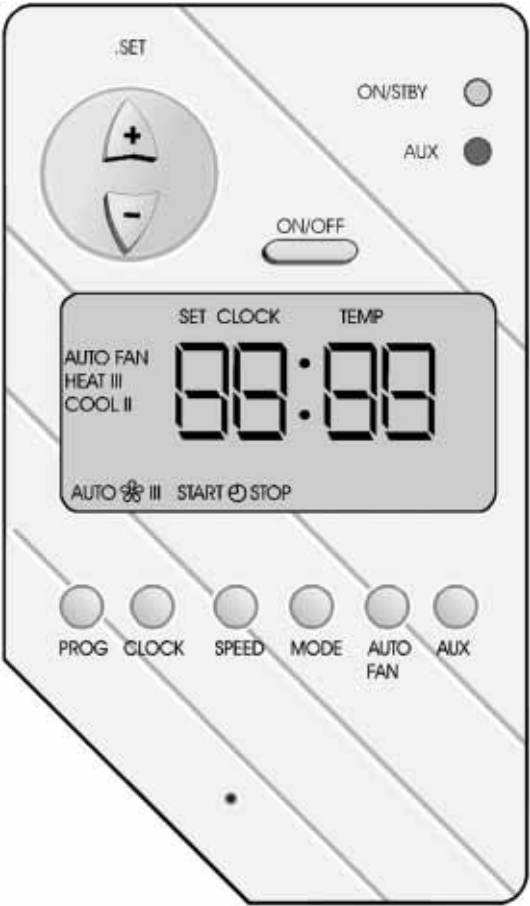 .SET
ON/STBY
AUX
+
-
ON/OFF
SET CLOCK TEMP
AUTO FAN
HEAT III
COOL II
88:88
AUTO III START STOP
PROG CLOCK SPEED MODE AUTO FAN AUX